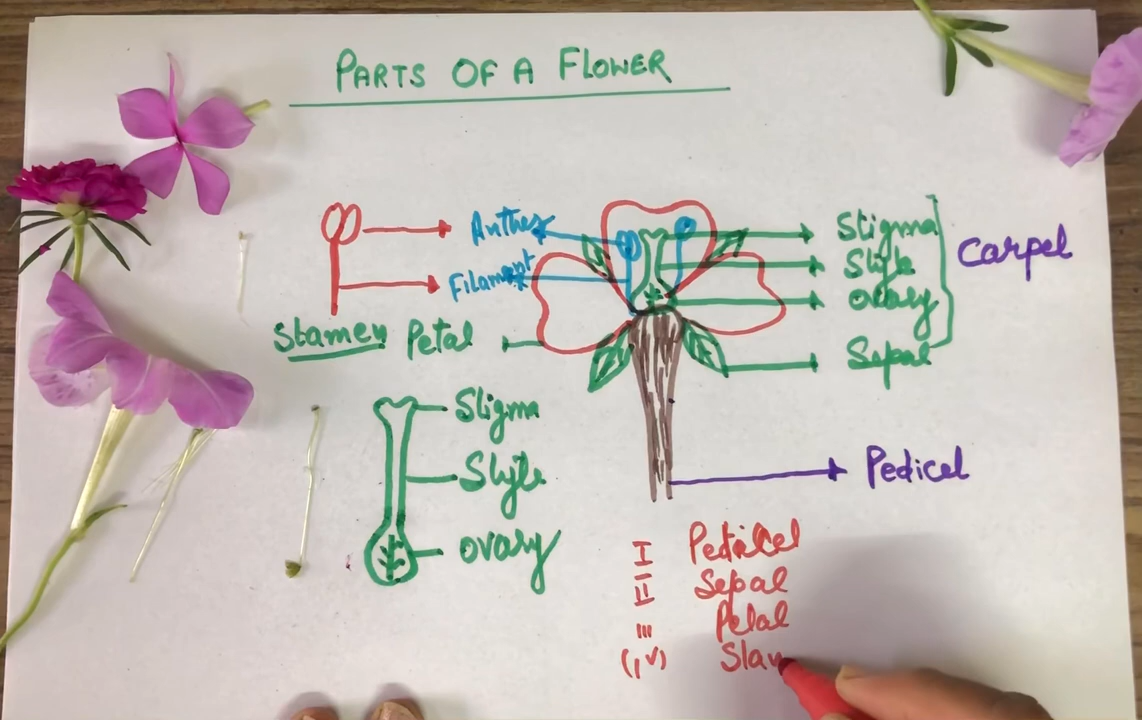 PARTS OF A FLOWER
Anther
Filament
Stamen
Petal
Stigma
Style
Ovary
Sepal
Carpel
Stigma
Style
Ovary
Pedicel
I Pedicel
II Sepal
III Petal
(iv) Stam